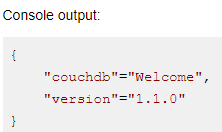 Console output:
{
"couchdb"="Welcome",
"version"="1.1.0"
}